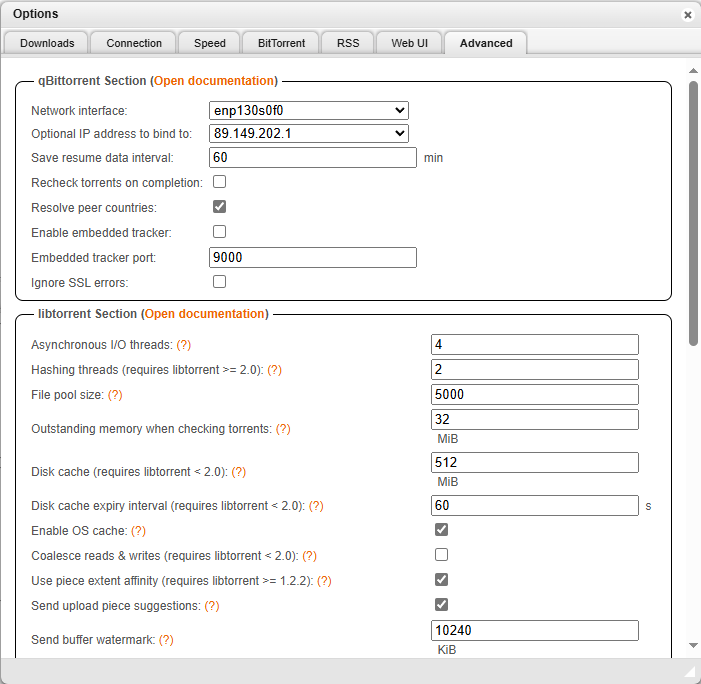 Options
Downloads Connection Speed BitTorrent RSS Web UI Advanced
qBittorrent Section (Open documentation)
Network interface: enp130s0f0
Optional IP address to bind to: 89.149.202.1
Save resume data interval: 60 min
Recheck torrents on completion:
Resolve peer countries:
Enable embedded tracker:
Embedded tracker port: 9000
Ignore SSL errors:
libtorrent Section (Open documentation)
Asynchronous I/O threads: (?) 4
Hashing threads (requires libtorrent >= 2.0): (?) 2
File pool size: (?) 5000
Outstanding memory when checking torrents: (?) 32
MiB
Disk cache (requires libtorrent < 2.0): (?) 512
MiB
Disk cache expiry interval (requires libtorrent < 2.0): (?) 60 s
Enable OS cache: (?)
Coalesce reads & writes (requires libtorrent < 2.0): (?)
Use piece extent affinity (requires libtorrent >= 1.2.2): (?)
Send upload piece suggestions: (?)
Send buffer watermark: (?) 10240
KiB